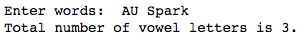 Enter words:  AU Spark
Total number of vowel letters is 3.